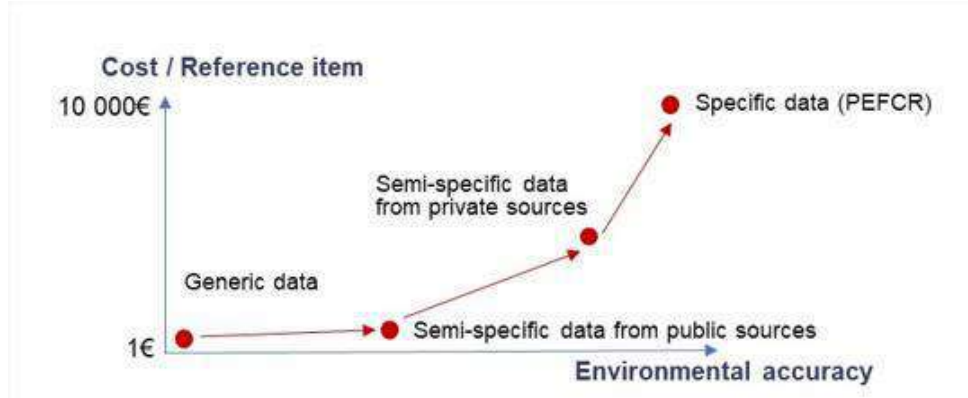 Cost / Reference item
10 000€
Specific data (PEFCR)
Semi-specific data
from private sources
Generic data
Semi-specific data from public sources
1€
Environmental accuracy